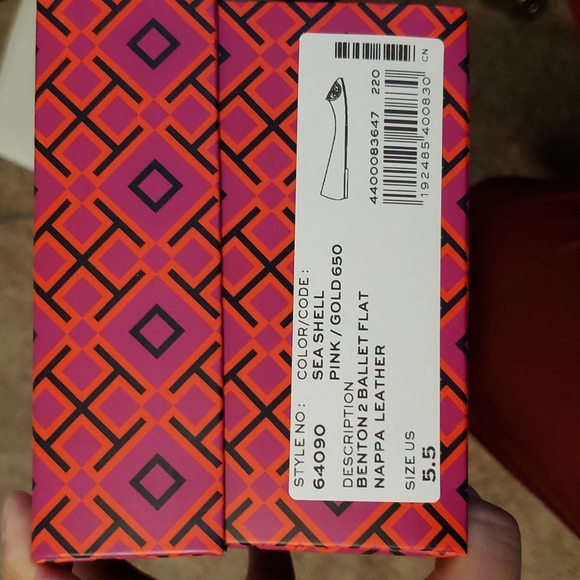 STYLE NO :
64090
COLOR/CODE :
SEA SHELL
PINK / GOLD 650
DESCRIPTION
BENTON 2 BALLET FLAT
NAPPA LEATHER
SIZE US
5.5
4400083647 220
192485400830
CN